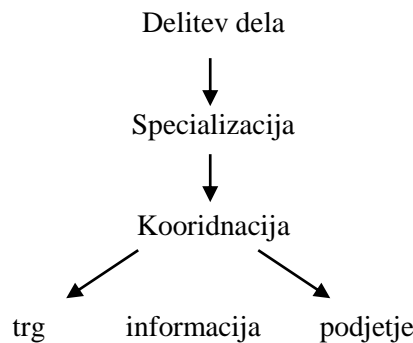 Delitev dela
Specializacija
Kooridnacija
trg informacija podjetje